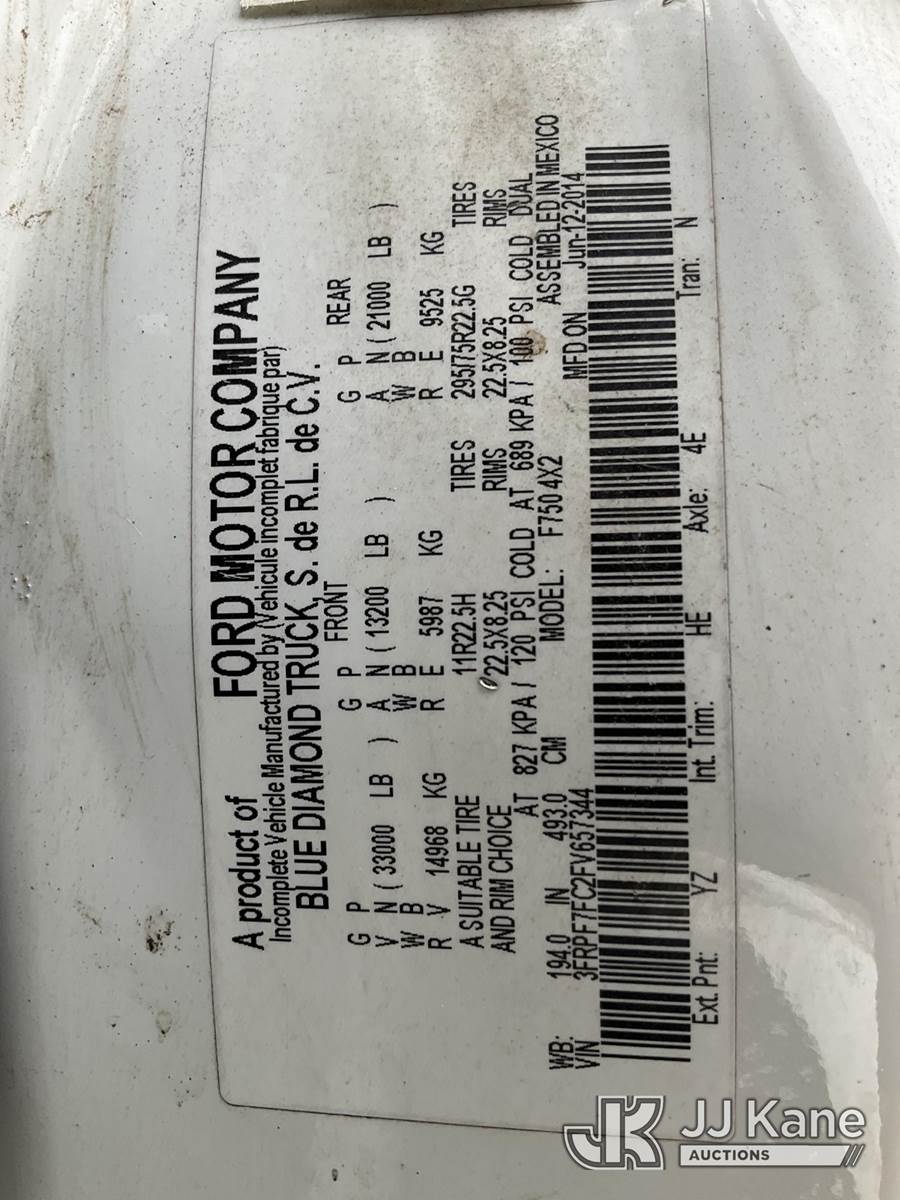 A product of FORD MOTOR COMPANY
Incomplete Vehicle Manufactured by (Vehicule incomplet fabrique par)
BLUE DIAMOND TRUCK, S. de R.L. de C.V.
FRONT REAR
G P G P G P
V N ( 33000 LB ) A N ( 13200 LB ) A N ( 21000 LB )
W B W B W B
R V 14968 KG R E 5987 KG R E 9525 KG
A SUITABLE TIRE 11R22.5H TIRES 295/75R22.5G TIRES
AND RIM CHOICE 22.5X8.25 RIMS 22.5X8.25 RIMS
AT 827 KPA / 120 PSI COLD AT 689 KPA / 100 PSI COLD DUAL
WB: 194.0 IN 493.0 CM MODEL: F750 4X2 ASSEMBLED IN MEXICO
VIN 3FRPF7FC2FV657344 MFD ON Jun-12-2014
Ext. Pnt: YZ Int. Trim: HE Axle: 4E Tran: N
JK JJ Kane
AUCTIONS